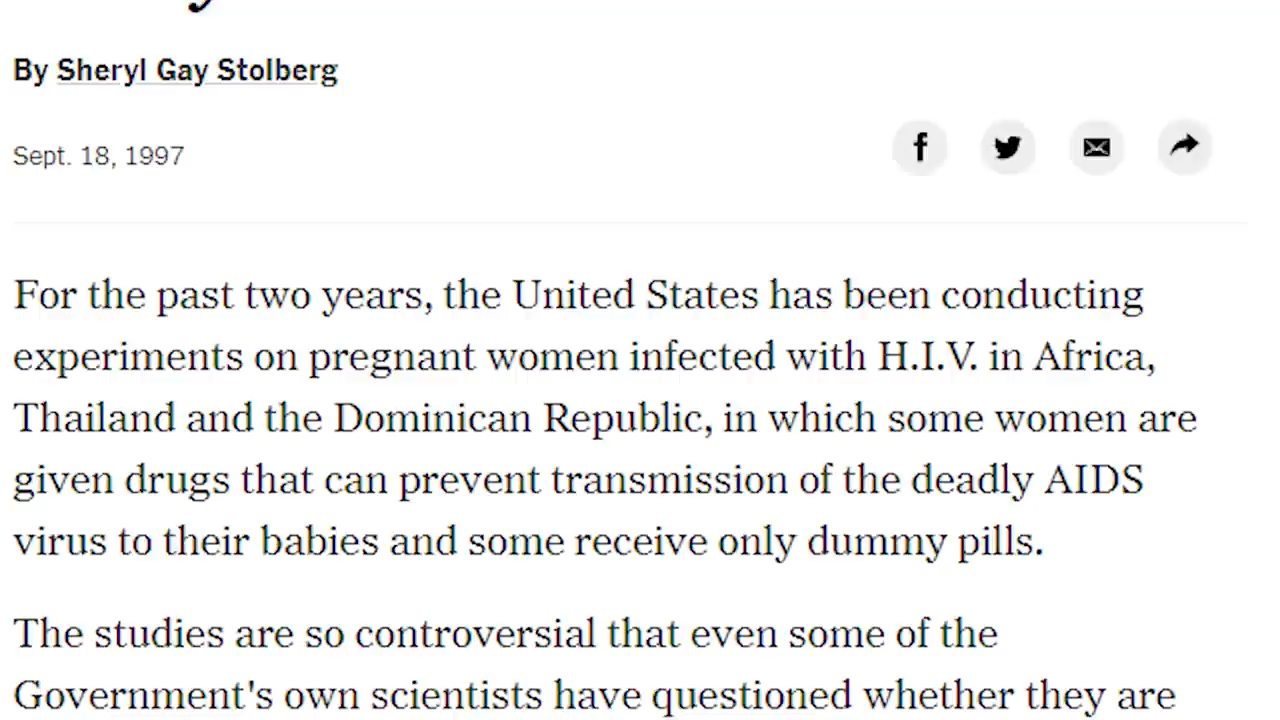 By Sheryl Gay Stolberg
Sept. 18, 1997
For the past two years, the United States has been conducting
experiments on pregnant women infected with H.I.V. in Africa,
Thailand and the Dominican Republic, in which some women are
given drugs that can prevent transmission of the deadly AIDS
virus to their babies and some receive only dummy pills.
The studies are so controversial that even some of the
Government's own scientists have questioned whether they are